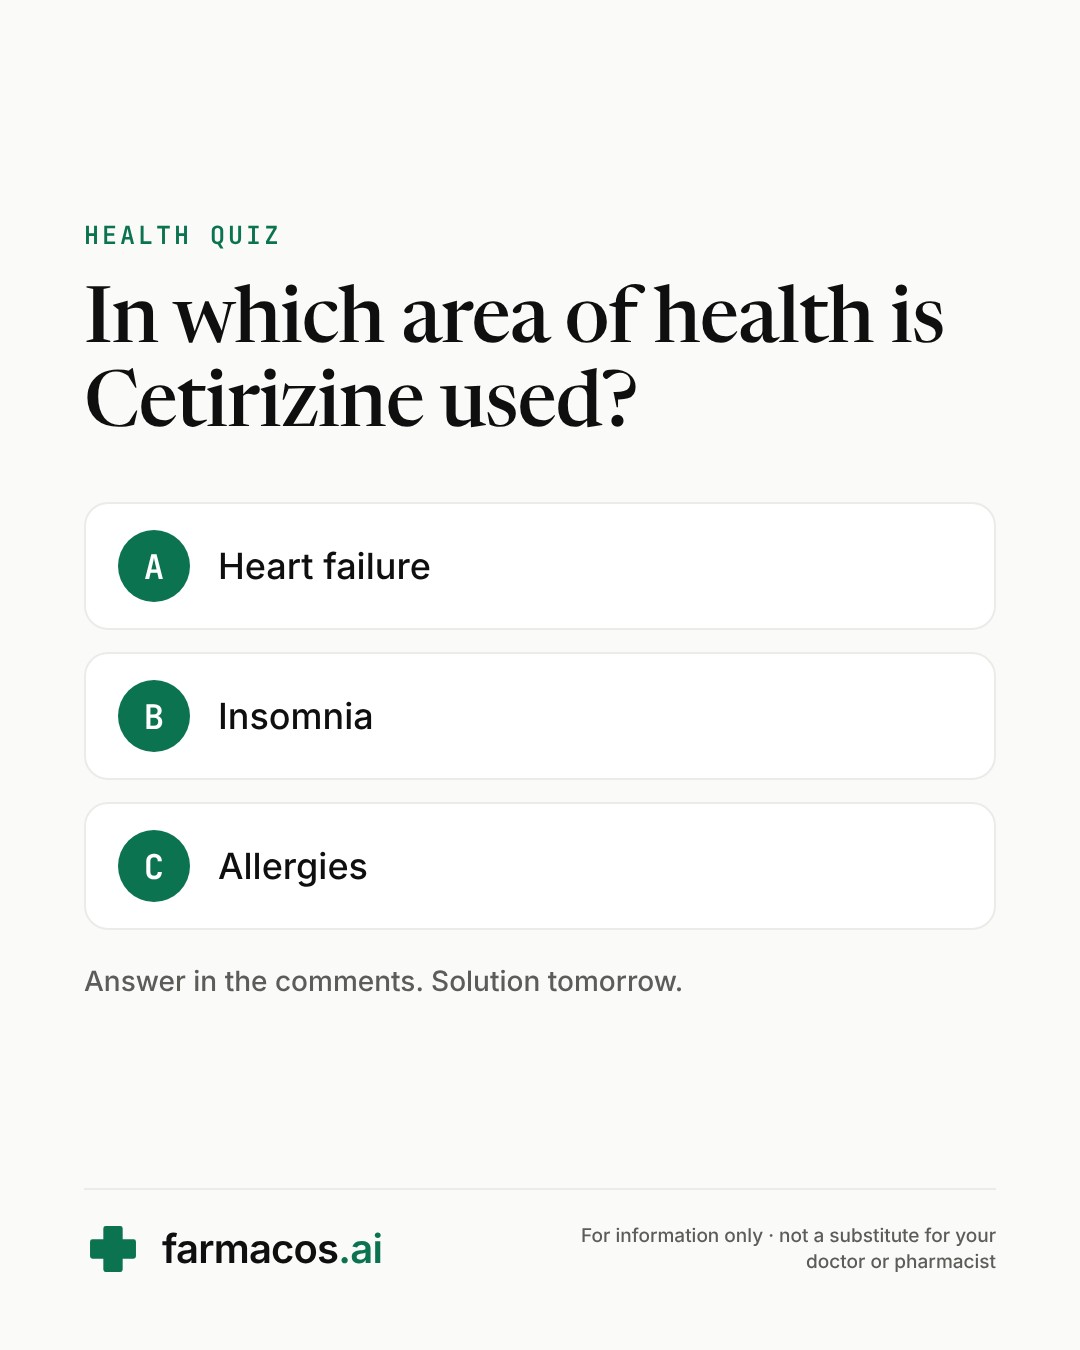 HEALTH QUIZ
In which area of health is
Cetirizine used?
A Heart failure
B Insomnia
C Allergies
Answer in the comments. Solution tomorrow.
farmacos.ai
For information only · not a substitute for your
doctor or pharmacist